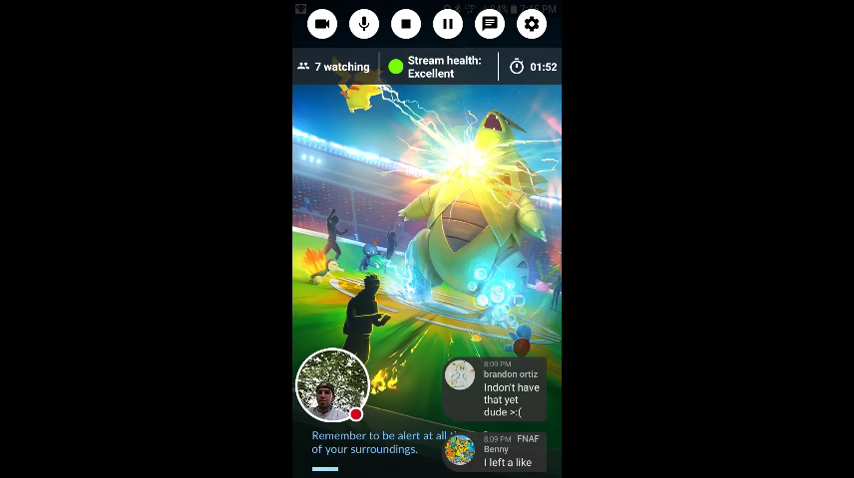 7 watching
Stream health:
Excellent
01:52
8:09 PM
brandon ortiz
Indon't have
that yet
dude >:(
Remember to be alert at all
of your surroundings.
8:09 PM FNAF
Benny
I left a like